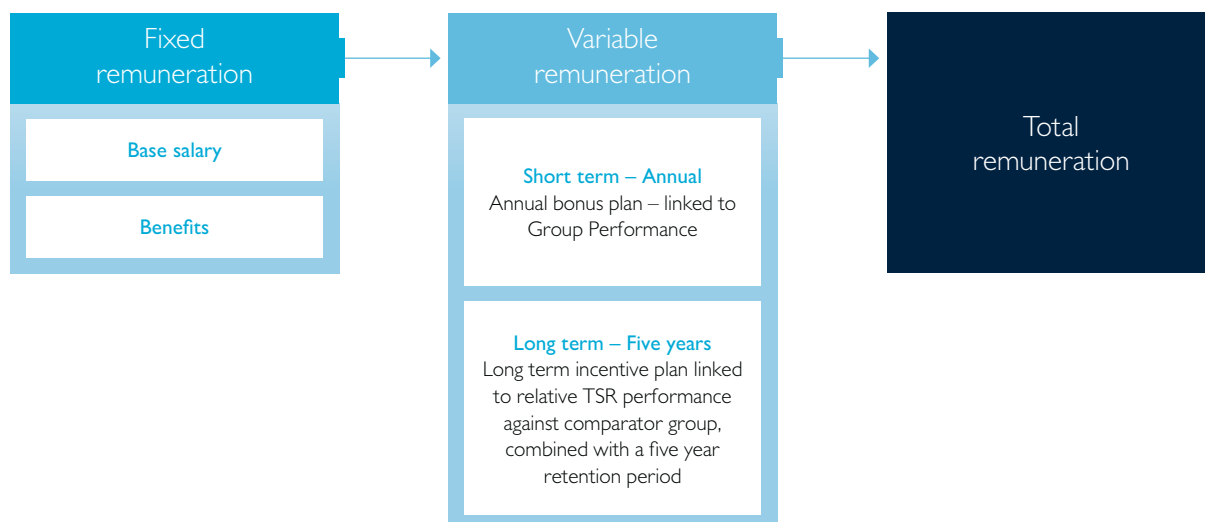 Fixed
remuneration
Base salary
Benefits
Variable
remuneration
Short term – Annual
Annual bonus plan – linked to
Group Performance
Long term – Five years
Long term incentive plan linked
to relative TSR performance
against comparator group,
combined with a five year
retention period
Total
remuneration